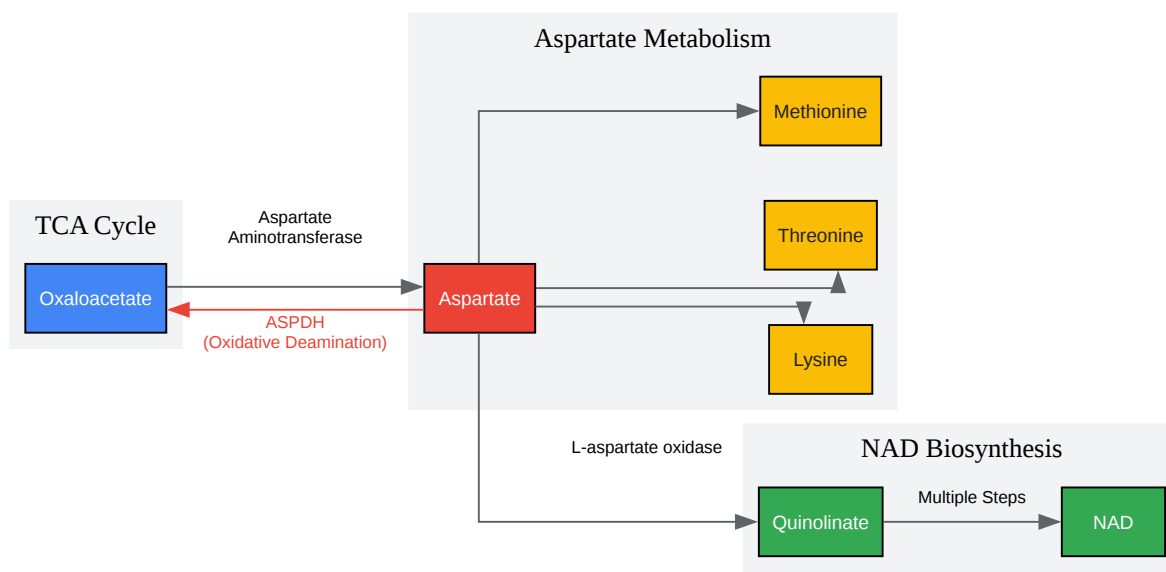 Aspartate Metabolism
Methionine
TCA Cycle
Aspartate
Aminotransferase
Threonine
Oxaloacetate
Aspartate
ASPDH
(Oxidative Deamination)
Lysine
L-aspartate oxidase
NAD Biosynthesis
Quinolinate
Multiple Steps
NAD